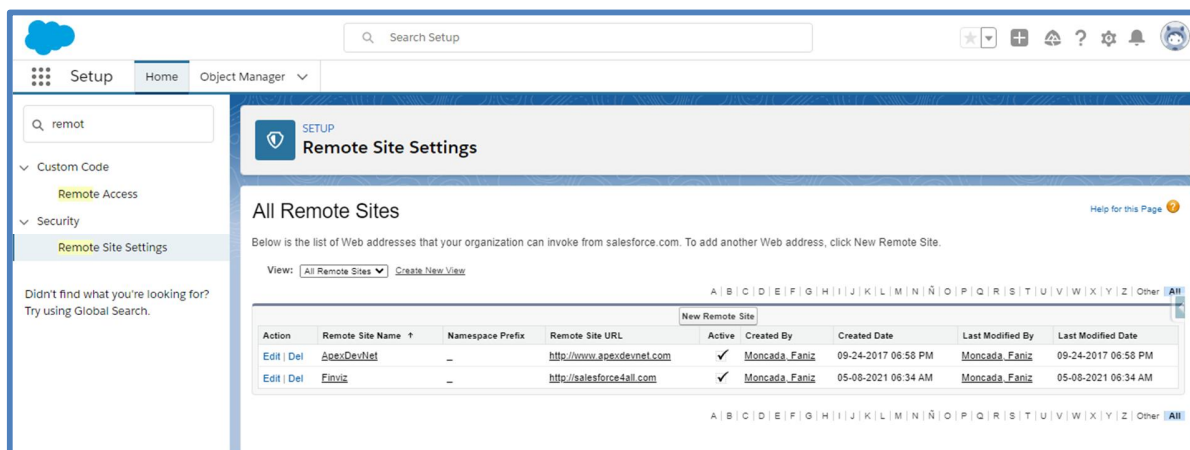 Search Setup
Setup Home Object Manager
remot
Custom Code
Remote Access
Security
Remote Site Settings
Didn't find what you're looking for?
Try using Global Search.
SETUP
Remote Site Settings
All Remote Sites
Help for this Page
Below is the list of Web addresses that your organization can invoke from salesforce.com. To add another Web address, click New Remote Site.
View: All Remote Sites Create New View
A | B | C | D | E | F | G | H | I | J | K | L | M | N | Ñ | O | P | Q | R | S | T | U | V | W | X | Y | Z | Other All
New Remote Site
Action Remote Site Name ↑ Namespace Prefix Remote Site URL Active Created By Created Date Last Modified By Last Modified Date
Edit | Del ApexDevNet http://www.apexdevnet.com ✓ Moncada, Faniz 09-24-2017 06:58 PM Moncada, Faniz 09-24-2017 06:58 PM
Edit | Del Finviz http://salesforce4all.com ✓ Moncada, Faniz 05-08-2021 06:34 AM Moncada, Faniz 05-08-2021 06:34 AM
A | B | C | D | E | F | G | H | I | J | K | L | M | N | Ñ | O | P | Q | R | S | T | U | V | W | X | Y | Z | Other All